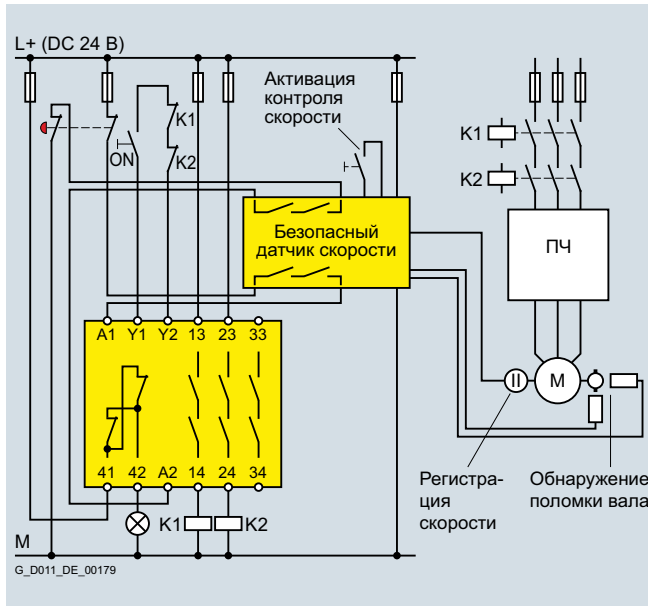 L+ (DC 24 В)
Активация
контроля
скорости
K1
K2
ON
K1
K2
Безопасный
датчик скорости
ПЧ
A1 Y1 Y2 13 23 33
II
M
41 42 A2 14 24 34
K1 K2
Регистра-
ция
скорости
Обнаружение
поломки вала
M
G_D011_DE_00179